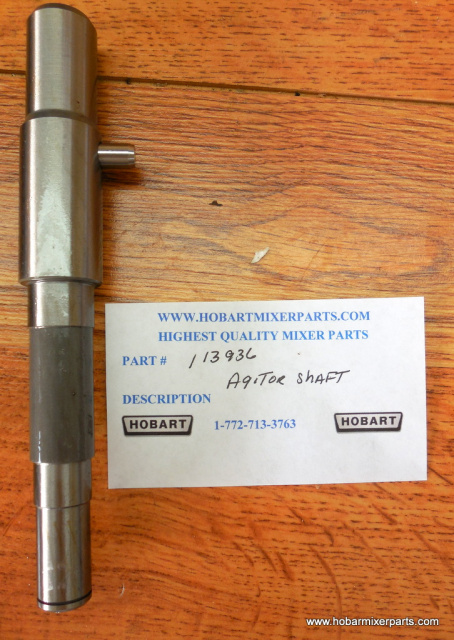 WWW.HOBARTMIXERPARTS.COM
HIGHEST QUALITY MIXER PARTS
PART # 113936
AgiTor ShAFT
DESCRIPTION
HOBART 1-772-713-3763 HOBART
www.hobartmixerparts.com